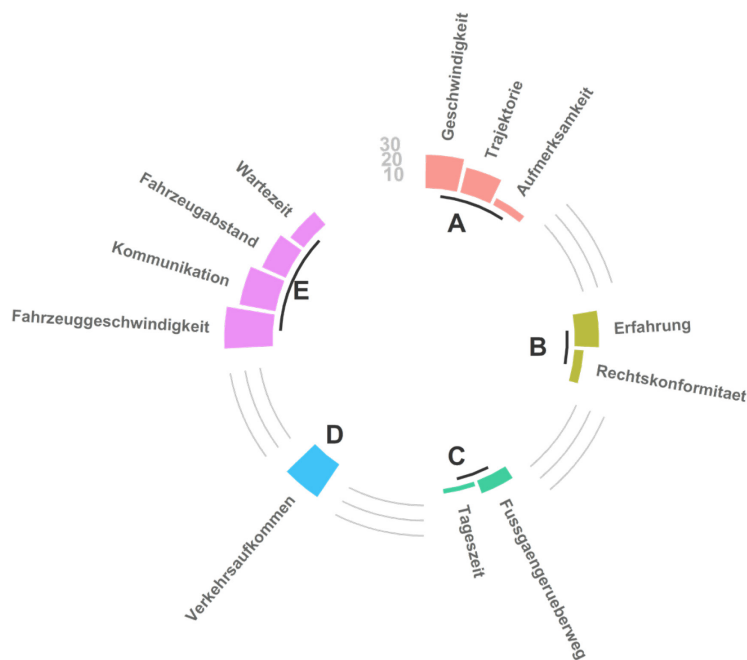 30
20
10
Geschwindigkeit
Trajektorie
Aufmerksamkeit
A
Erfahrung
Rechtskonformitaet
B
Fussgaengerueberweg
Tageszeit
C
Verkehrsaufkommen
D
Fahrzeuggeschwindigkeit
Kommunikation
Fahrzeugabstand
Wartezeit
E